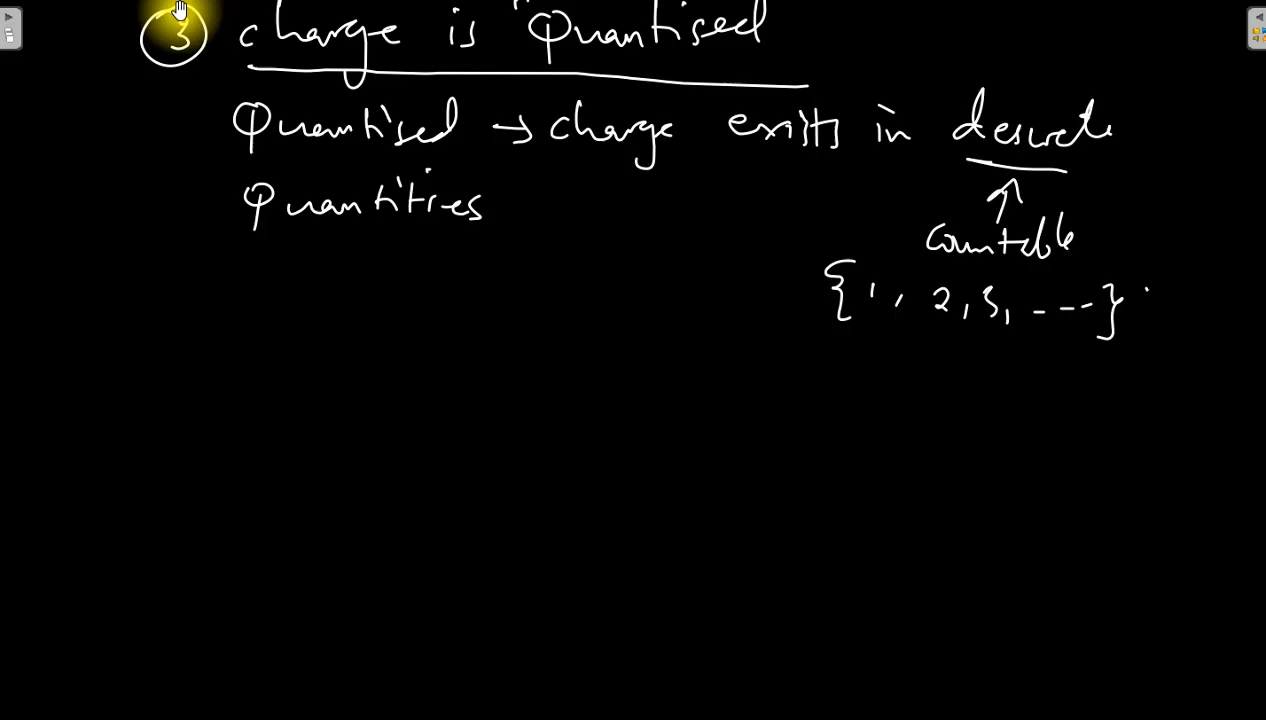 3 charge is "Quantised
Quantised → charge exists in descrete
Quantities
Countable
{1, 2, 3, ---}